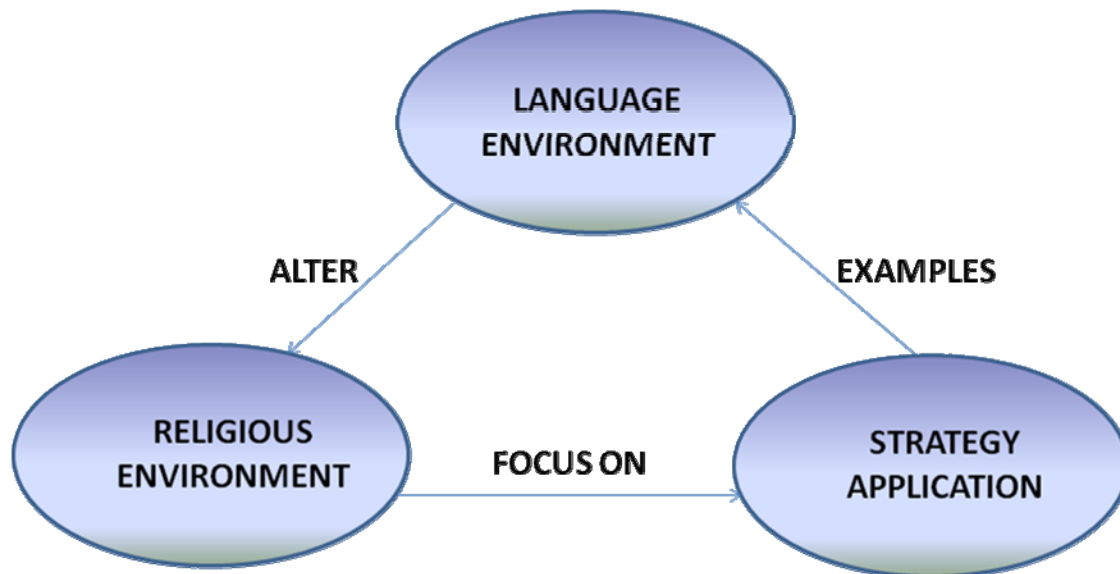 LANGUAGE
ENVIRONMENT
ALTER
EXAMPLES
RELIGIOUS
ENVIRONMENT
FOCUS ON
STRATEGY
APPLICATION